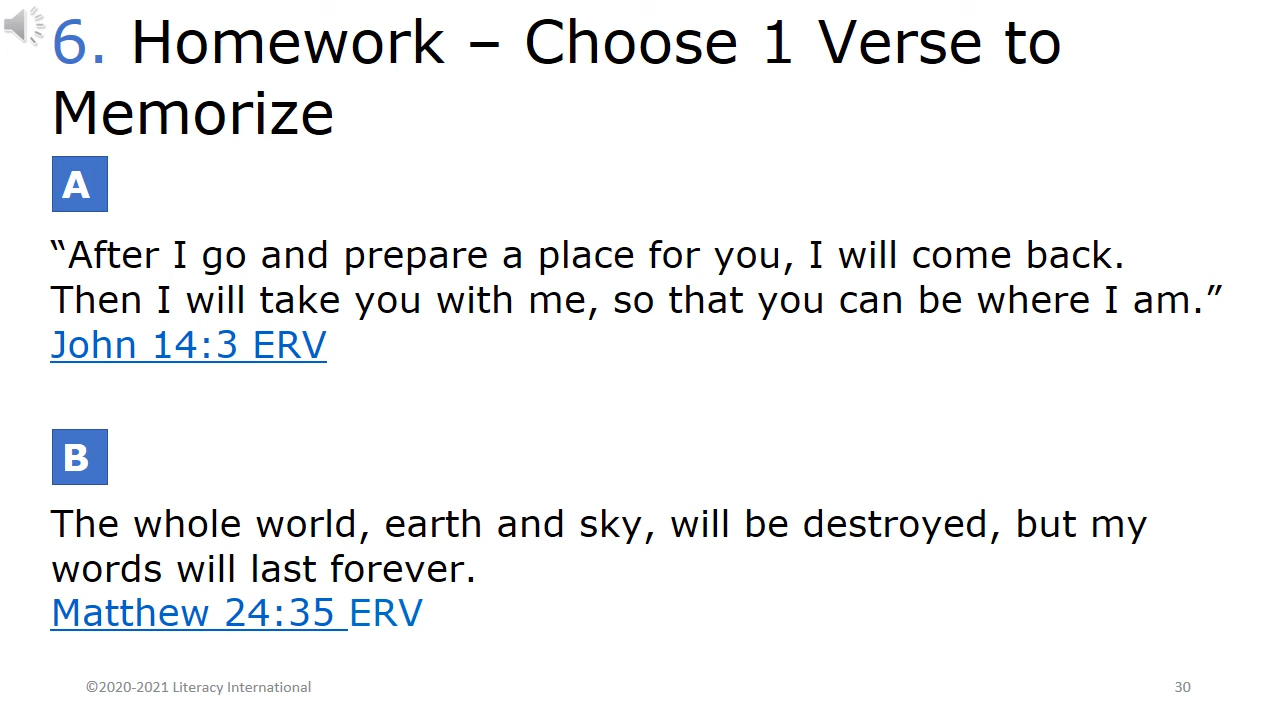 6. Homework – Choose 1 Verse to
Memorize
A
“After I go and prepare a place for you, I will come back.
Then I will take you with me, so that you can be where I am.”
John 14:3 ERV
B
The whole world, earth and sky, will be destroyed, but my
words will last forever.
Matthew 24:35 ERV
©2020-2021 Literacy International
30